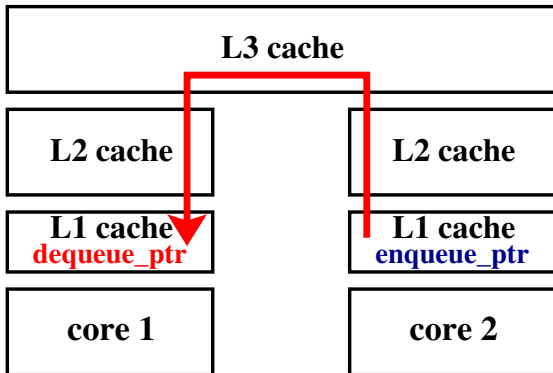 L3 cache
L2 cache
L2 cache
L1 cache
dequeue_ptr
L1 cache
enqueue_ptr
core 1
core 2